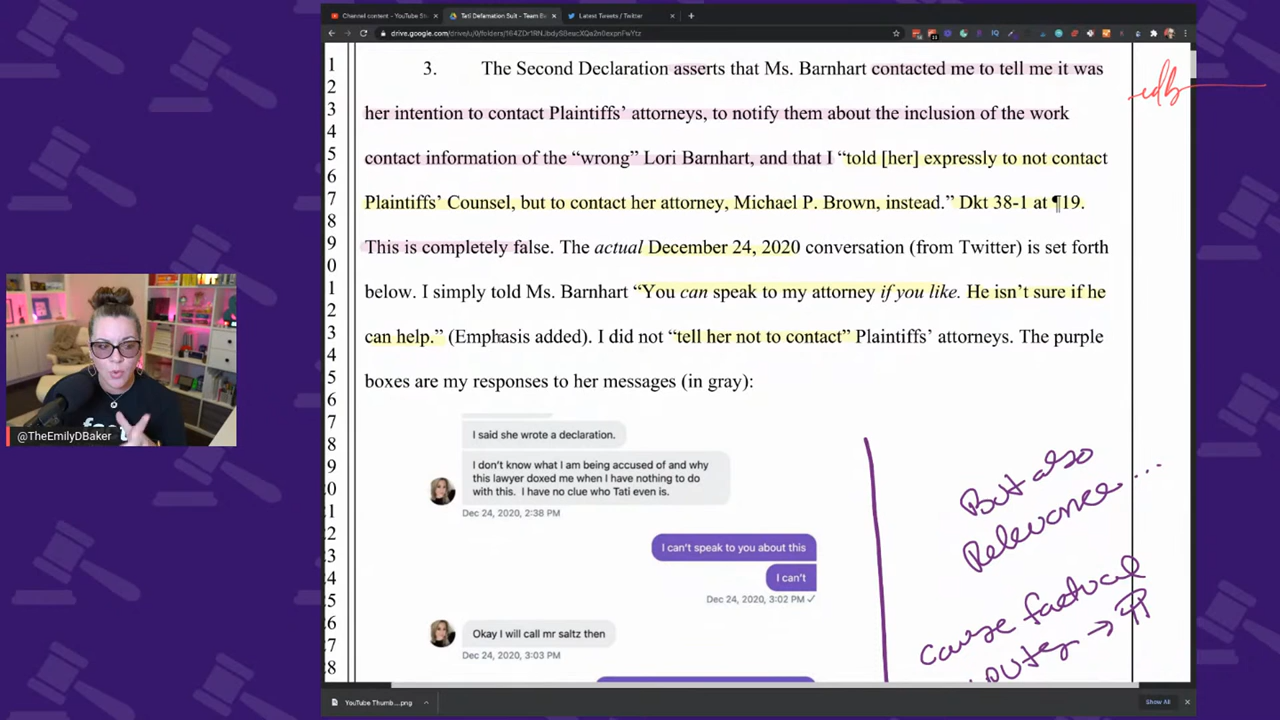 Channel content - YouTube St
Tati Defamation Suit - Team B
Latest Tweets / Twitter
3. The Second Declaration asserts that Ms. Barnhart contacted me to tell me it was
her intention to contact Plaintiffs’ attorneys, to notify them about the inclusion of the work
contact information of the “wrong” Lori Barnhart, and that I “told [her] expressly to not contact
Plaintiffs’ Counsel, but to contact her attorney, Michael P. Brown, instead.” Dkt 38-1 at ¶19.
This is completely false. The actual December 24, 2020 conversation (from Twitter) is set forth
below. I simply told Ms. Barnhart “You can speak to my attorney if you like. He isn’t sure if he
can help.” (Emphasis added). I did not “tell her not to contact” Plaintiffs’ attorneys. The purple
boxes are my responses to her messages (in gray):
I said she wrote a declaration.
I don't know what I am being accused of and why
this lawyer doxed me when I have nothing to do
with this. I have no clue who Tati even is.
Dec 24, 2020, 2:38 PM
I can't speak to you about this
I can't
Dec 24, 2020, 3:02 PM ✓
Okay I will call mr saltz then
Dec 24, 2020, 3:03 PM
edb
But also
Relevance...
cause factual
@TheEmilyDBaker
YouTube Thumb....png
Show All
1
2
3
4
5
6
7
8
9
0
1
2
3
4
5
6
7
8
9
0
1
2
3
4
5
6
7
8